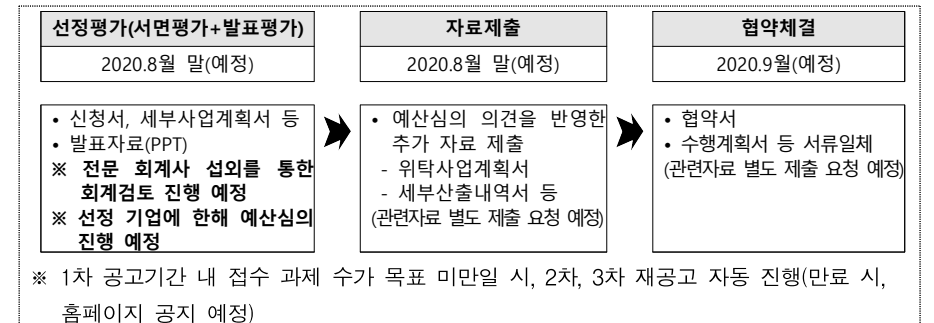 선정평가(서면평가+발표평가)
2020.8월 말(예정)
• 신청서, 세부사업계획서 등
• 발표자료(PPT)
※ 전문 회계사 섭외를 통한
회계검토 진행 예정
※ 선정 기업에 한해 예산심의
진행 예정
자료제출
2020.8월 말(예정)
• 예산심의 의견을 반영한
추가 자료 제출
- 위탁사업계획서
- 세부산출내역서 등
(관련자료 별도 제출 요청 예정)
협약체결
2020.9월(예정)
• 협약서
• 수행계획서 등 서류일체
(관련자료 별도 제출 요청 예정)
※ 1차 공고기간 내 접수 과제 수가 목표 미만일 시, 2차, 3차 재공고 자동 진행(만료 시,
홈페이지 공지 예정)